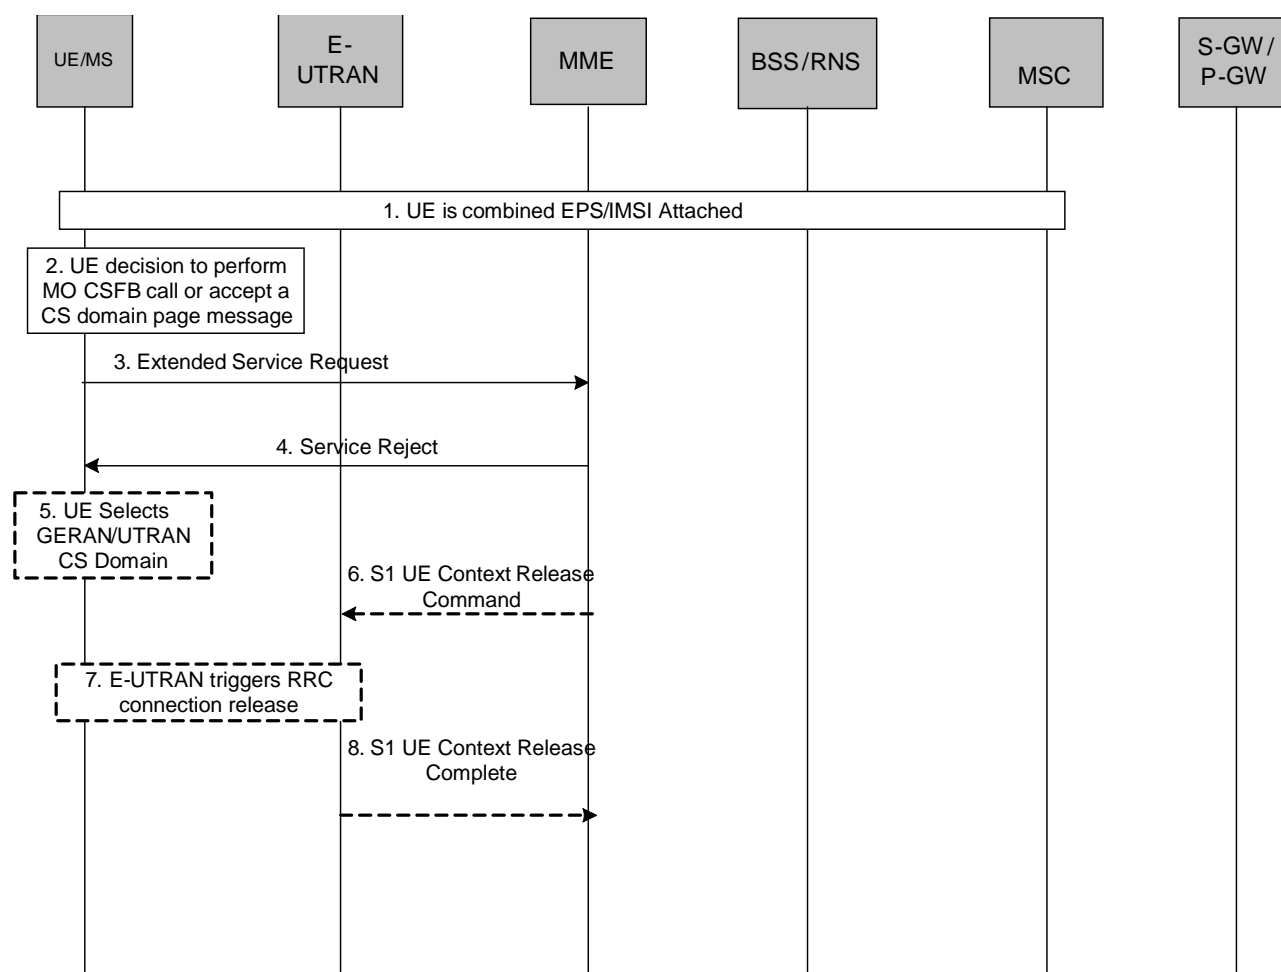 UE/MS
E-
UTRAN
MME
BSS/RNS
MSC
S-GW/
P-GW
1. UE is combined EPS/IMSI Attached
2. UE decision to perform
MO CSFB call or accept a
CS domain page message
3. Extended Service Request
4. Service Reject
5. UE Selects
GERAN/UTRAN
CS Domain
6. S1 UE Context Release
Command
7. E-UTRAN triggers RRC
connection release
8. S1 UE Context Release
Complete